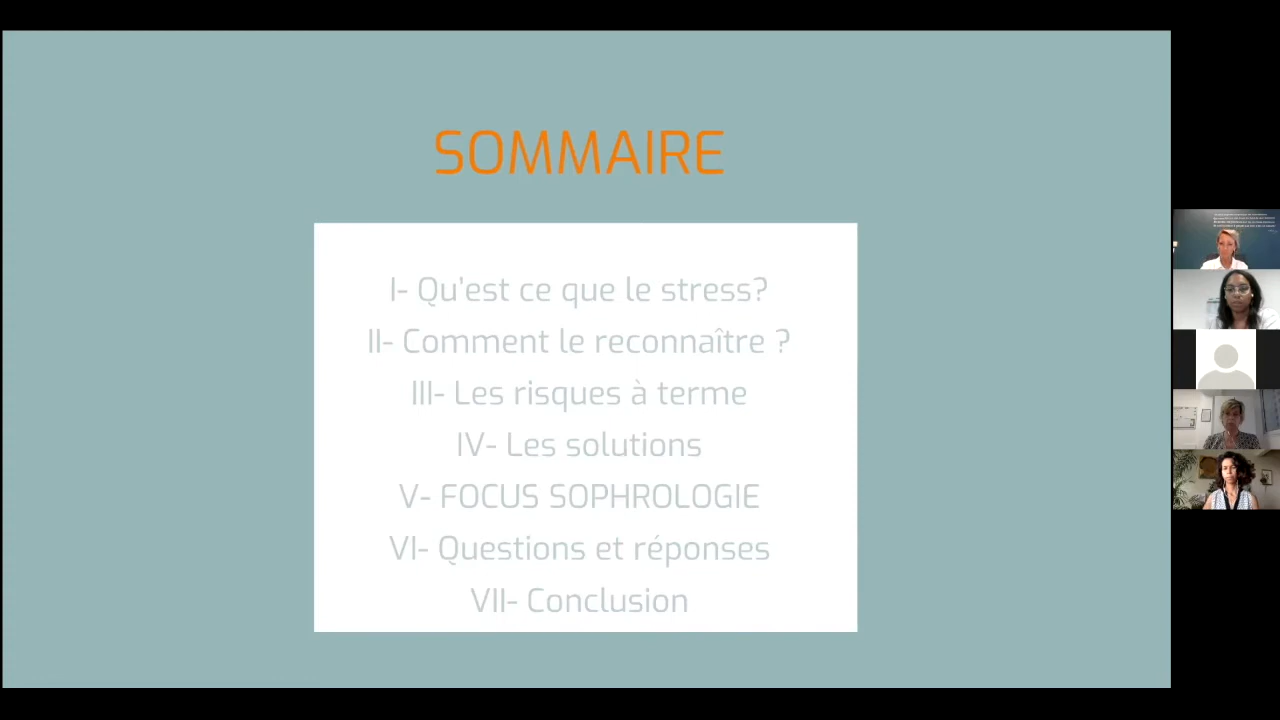 SOMMAIRE
I- Qu'est ce que le stress?
II- Comment le reconnaître ?
III- Les risques à terme
IV- Les solutions
V- FOCUS SOPHROLOGIE
VI- Questions et réponses
VII- Conclusion